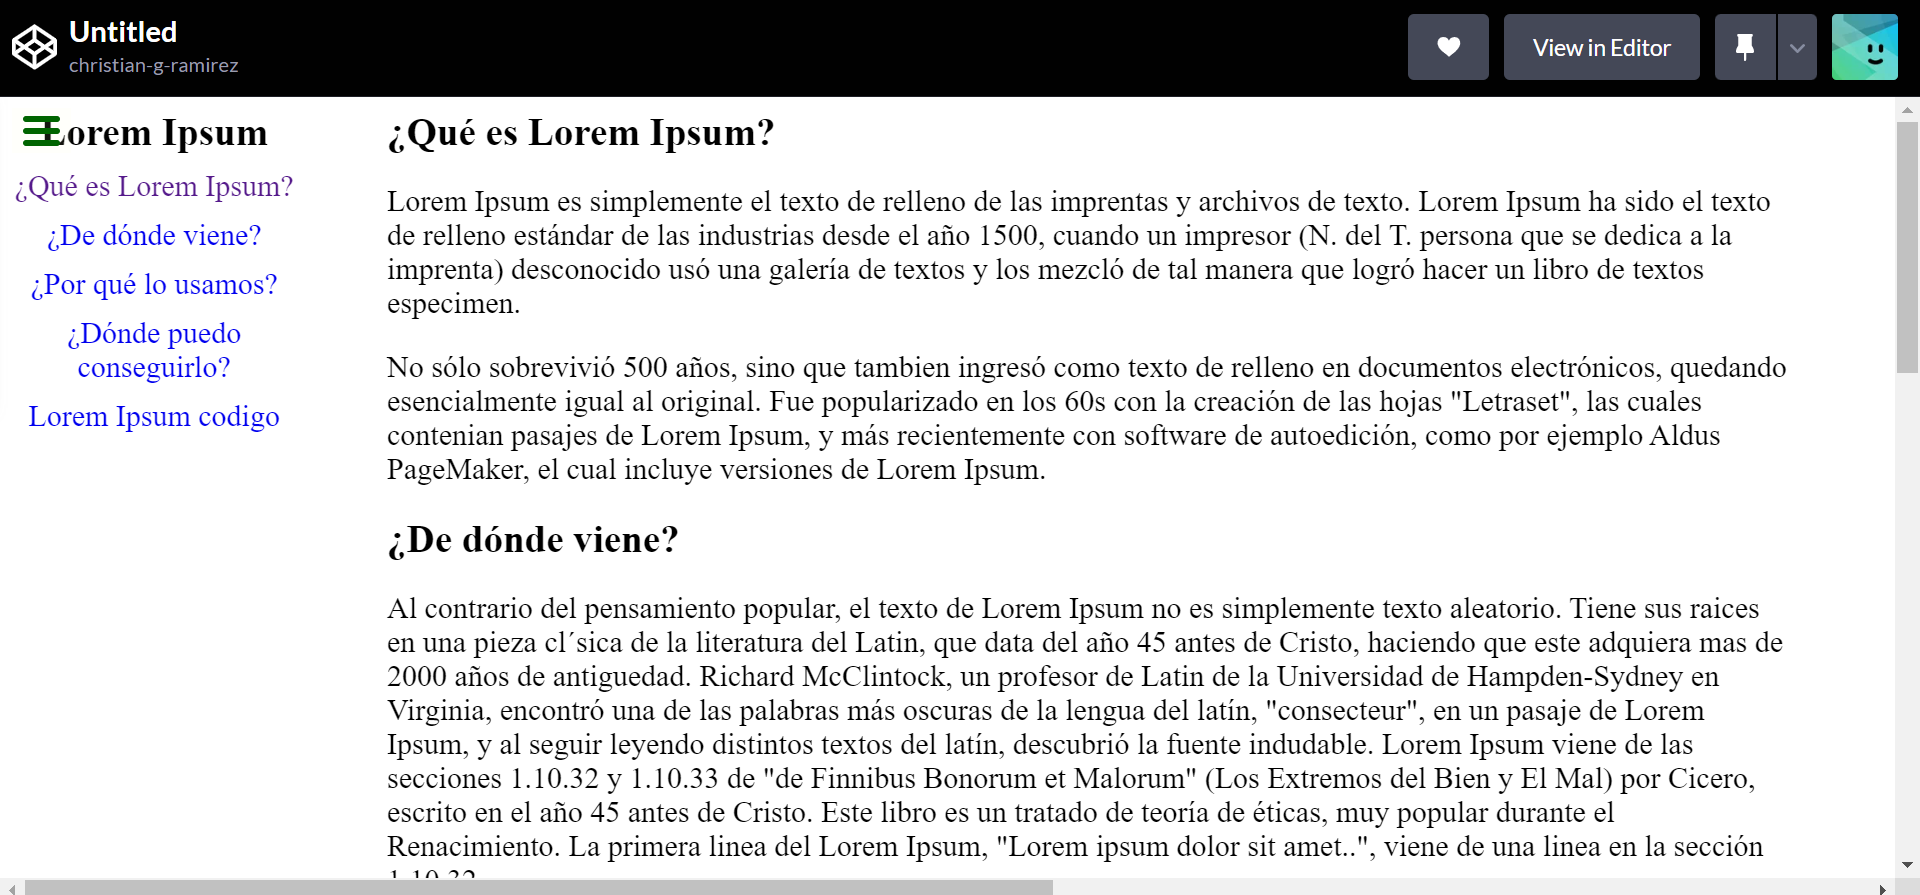 Untitled
christian-g-ramirez
View in Editor
Lorem Ipsum
¿Qué es Lorem Ipsum?
¿De dónde viene?
¿Por qué lo usamos?
¿Dónde puedo
conseguirlo?
Lorem Ipsum codigo
¿Qué es Lorem Ipsum?
Lorem Ipsum es simplemente el texto de relleno de las imprentas y archivos de texto. Lorem Ipsum ha sido el texto
de relleno estándar de las industrias desde el año 1500, cuando un impresor (N. del T. persona que se dedica a la
imprenta) desconocido usó una galería de textos y los mezcló de tal manera que logró hacer un libro de textos
especimen.
No sólo sobrevivió 500 años, sino que tambien ingresó como texto de relleno en documentos electrónicos, quedando
esencialmente igual al original. Fue popularizado en los 60s con la creación de las hojas "Letraset", las cuales
contenian pasajes de Lorem Ipsum, y más recientemente con software de autoedición, como por ejemplo Aldus
PageMaker, el cual incluye versiones de Lorem Ipsum.
¿De dónde viene?
Al contrario del pensamiento popular, el texto de Lorem Ipsum no es simplemente texto aleatorio. Tiene sus raices
en una pieza cl´sica de la literatura del Latin, que data del año 45 antes de Cristo, haciendo que este adquiera mas de
2000 años de antiguedad. Richard McClintock, un profesor de Latin de la Universidad de Hampden-Sydney en
Virginia, encontró una de las palabras más oscuras de la lengua del latín, "consecteur", en un pasaje de Lorem
Ipsum, y al seguir leyendo distintos textos del latín, descubrió la fuente indudable. Lorem Ipsum viene de las
secciones 1.10.32 y 1.10.33 de "de Finnibus Bonorum et Malorum" (Los Extremos del Bien y El Mal) por Cicero,
escrito en el año 45 antes de Cristo. Este libro es un tratado de teoría de éticas, muy popular durante el
Renacimiento. La primera linea del Lorem Ipsum, "Lorem ipsum dolor sit amet..", viene de una linea en la sección
1.10.32